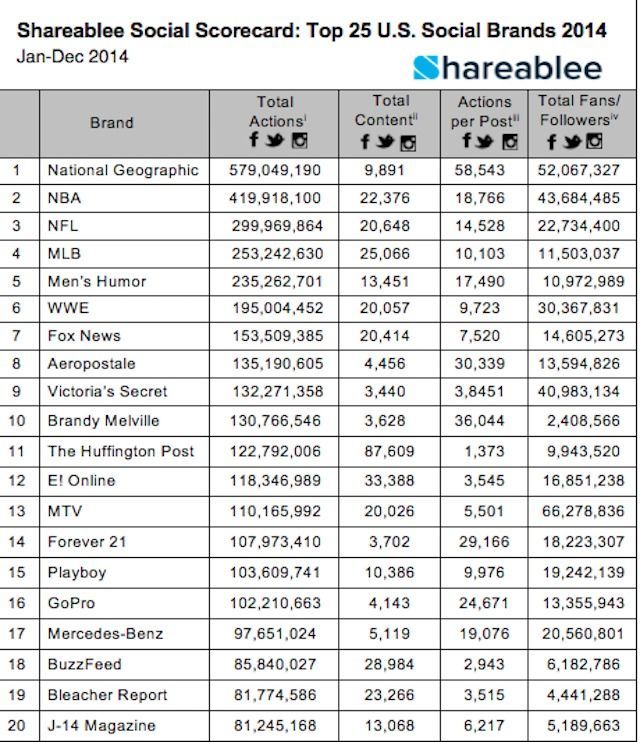 Shareablee Social Scorecard: Top 25 U.S. Social Brands 2014
Jan-Dec 2014
Shareablee
Brand Total Actionsi Total Contentii Actions per Postiii Total Fans/ Followersiv
1 National Geographic 579,049,190 9,891 58,543 52,067,327
2 NBA 419,918,100 22,376 18,766 43,684,485
3 NFL 299,969,864 20,648 14,528 22,734,400
4 MLB 253,242,630 25,066 10,103 11,503,037
5 Men's Humor 235,262,701 13,451 17,490 10,972,989
6 WWE 195,004,452 20,057 9,723 30,367,831
7 Fox News 153,509,385 20,414 7,520 14,605,273
8 Aeropostale 135,190,605 4,456 30,339 13,594,826
9 Victoria's Secret 132,271,358 3,440 3,8451 40,983,134
10 Brandy Melville 130,766,546 3,628 36,044 2,408,566
11 The Huffington Post 122,792,006 87,609 1,373 9,943,520
12 E! Online 118,346,989 33,388 3,545 16,851,238
13 MTV 110,165,992 20,026 5,501 66,278,836
14 Forever 21 107,973,410 3,702 29,166 18,223,307
15 Playboy 103,609,741 10,386 9,976 19,242,139
16 GoPro 102,210,663 4,143 24,671 13,355,943
17 Mercedes-Benz 97,651,024 5,119 19,076 20,560,801
18 BuzzFeed 85,840,027 28,984 2,943 6,182,786
19 Bleacher Report 81,774,586 23,266 3,515 4,441,288
20 J-14 Magazine 81,245,168 13,068 6,217 5,189,663